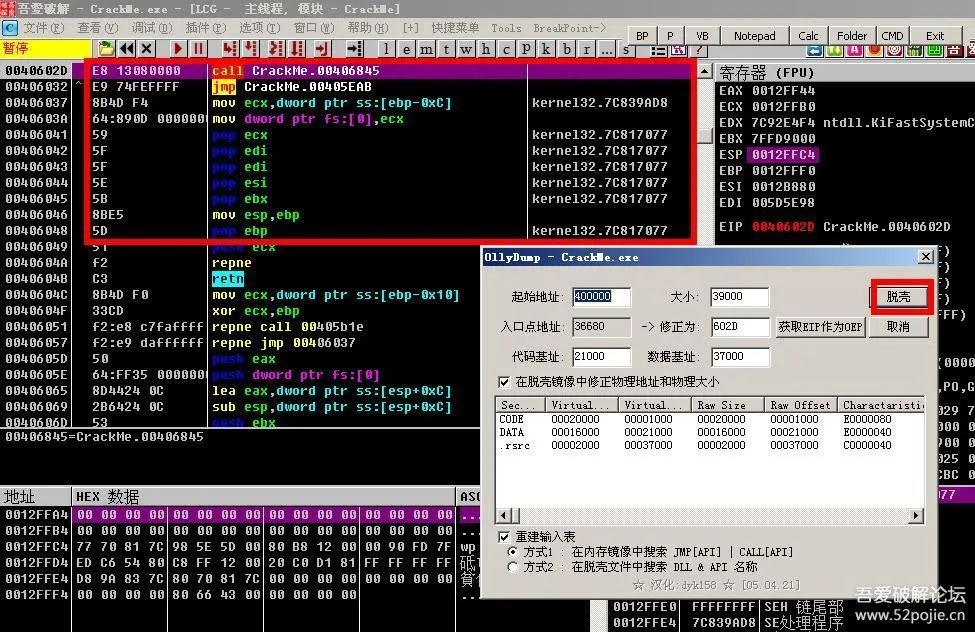 吾爱破解 - CrackMe.exe - [LCG - 主线程, 模块 - CrackMe]
文件(F) 查看(V) 调试(D) 插件(P) 选项(T) 窗口(W) 帮助(H) [+] 快捷菜单 Tools BreakPoint->
BP P VB Notepad Calc Folder CMD Exit
暂停
l e m t w h c p k b r ... s
0040602D E8 13080000 call CrackMe.00406845
00406032 E9 74FEFFFF jmp CrackMe.00405EAB
00406037 8B4D F4 mov ecx,dword ptr ss:[ebp-0xC] kernel32.7C839AD8
0040603A 64:890D 0000000 mov dword ptr fs:[0],ecx
00406041 59 pop ecx kernel32.7C817077
00406042 5F pop edi kernel32.7C817077
00406043 5F pop edi kernel32.7C817077
00406044 5E pop esi kernel32.7C817077
00406045 5B pop ebx kernel32.7C817077
00406046 8BE5 mov esp,ebp
00406048 5D pop ebp kernel32.7C817077
00406049 51 push ecx
0040604A f2 repne
0040604B C3 retn
0040604C 8B4D F0 mov ecx,dword ptr ss:[ebp-0x10]
0040604F 33CD xor ecx,ebp
00406051 f2:e8 c7faffff repne call 00405b1e
00406057 f2:e9 daffffff repne jmp 00406037
0040605D 50 push eax
0040605E 64:FF35 0000000 push dword ptr fs:[0]
00406065 8D4424 0C lea eax,dword ptr ss:[esp+0xC]
00406069 2B6424 0C sub esp,dword ptr ss:[esp+0xC]
0040606D 53 push ebx
00406845=CrackMe.00406845
寄存器 (FPU)
EAX 0012FF44
ECX 0012FFB0
EDX 7C92E4F4 ntdll.KiFastSystemC
EBX 7FFD9000
ESP 0012FFC4
EBP 0012FFF0
ESI 0012B880
EDI 005D5E98
EIP 0040602D CrackMe.0040602D
OllyDump - CrackMe.exe
起始地址: 400000 大小: 39000 脱壳
入口点地址: 36680 -> 修正为: 602D 获取EIP作为OEP 取消
代码基址: 21000 数据基址: 37000
在脱壳镜像中修正物理地址和物理大小
Sec... Virtual... Virtual... Raw Size Raw Offset Characteristi
CODE 00020000 00001000 00020000 00001000 E0000080
DATA 00016000 00021000 00016000 00021000 E0000040
.rsrc 00002000 00037000 00002000 00037000 C0000040
重建输入表
方式1 : 在内存镜像中搜索 JMP[API] | CALL[API]
方式2 : 在脱壳文件中搜索 DLL & API 名称
☆ 汉化:dyk158 ☆ [05.04.21]
地址 HEX 数据 ASC
0012FFA4 00 00 00 00 00 00 00 00 00 00 00 00 00 00 00 00
0012FFB4 00 00 00 00 00 00 00 00 00 00 00 00 00 00 00 00
0012FFC4 77 70 81 7C 98 5E 5D 00 80 B8 12 00 00 90 FD 7F wp
0012FFD4 ED C6 54 80 C8 FF 12 00 20 C0 D1 81 FF FF FF FF
0012FFE4 D8 9A 83 7C 80 70 81 7C 00 00 00 00 00 00 00 00
0012FFF4 00 00 00 00 80 66 43 00 00 00 00 00
0012FFE0 FFFFFFFF SEH 链尾部
0012FFE4 7C839AD8 SE处理程序
吾爱破解论坛
www.52pojie.cn